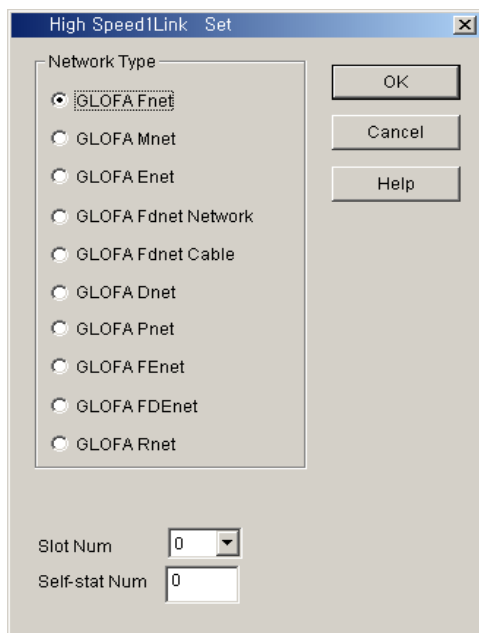 High Speed1Link Set
Network Type
GLOFA Fnet
GLOFA Mnet
GLOFA Enet
GLOFA Fdnet Network
GLOFA Fdnet Cable
GLOFA Dnet
GLOFA Pnet
GLOFA FEnet
GLOFA FDEnet
GLOFA Rnet
OK
Cancel
Help
Slot Num 0
Self-stat Num 0